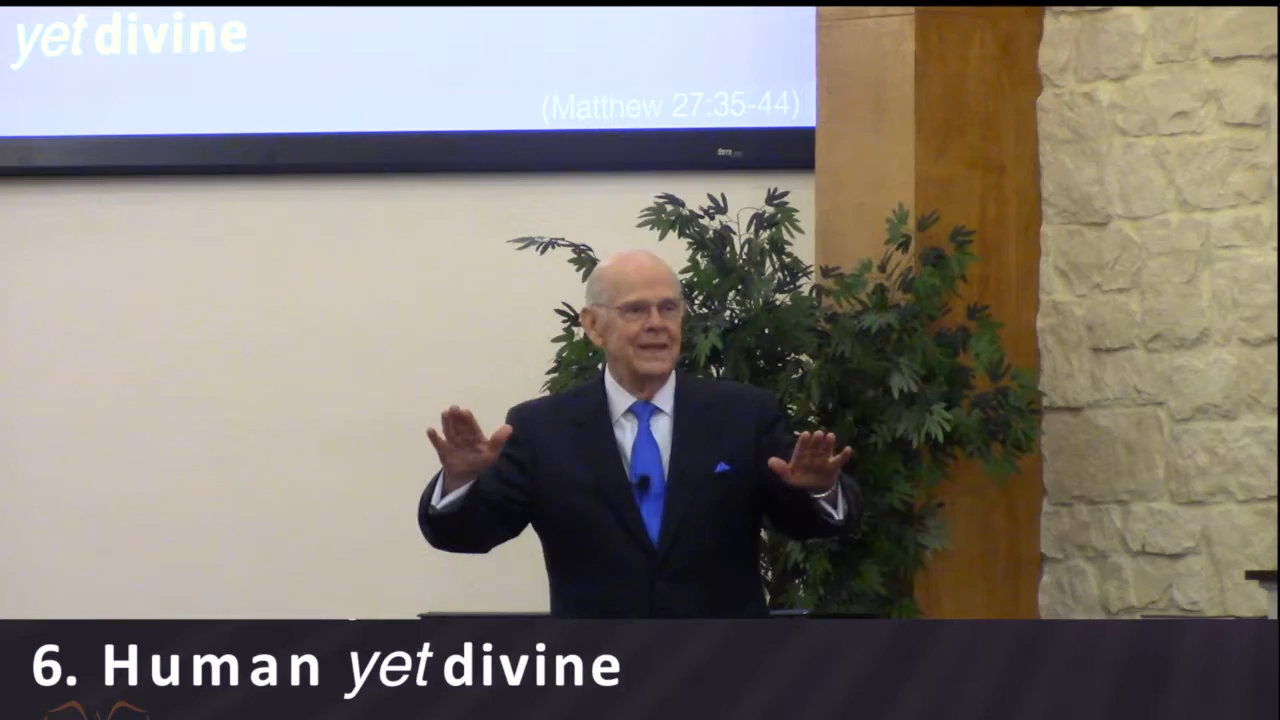 yet divine
(Matthew 27:35-44)
6. Human yet divine